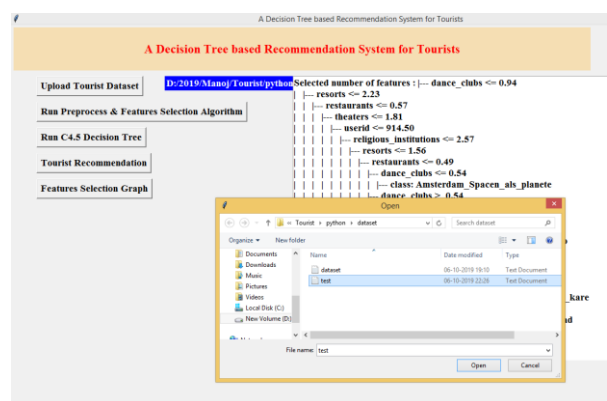 A Decision Tree based Recommendation System for Tourists
A Decision Tree based Recommendation System for Tourists
Upload Tourist Dataset
D:/2019/Manoj/Tourist/python
Run Preprocess & Features Selection Algorithm
Run C4.5 Decision Tree
Tourist Recommendation
Features Selection Graph
Selected number of features : |--- dance_clubs <= 0.94
| |--- resorts <= 2.23
| | |--- restaurants <= 0.57
| | | |--- theaters <= 1.81
| | | | |--- userid <= 914.50
| | | | | |--- religious_institutions <= 2.57
| | | | | | |--- resorts <= 1.56
| | | | | | | |--- restaurants <= 0.49
| | | | | | | | |--- dance_clubs <= 0.54
| | | | | | | | | |--- class: Amsterdam_Spacen_als_planete
| | | | | | | | |--- dance_clubs > 0.54
_kare
Open
« Tourist ▸ python ▸ dataset
Search dataset
Organize
New folder
Documents
Downloads
Music
Pictures
Videos
Local Disk (C:)
New Volume (D:)
Name
Date modified
Type
dataset
06-10-2019 19:10
Text Document
test
06-10-2019 22:26
Text Document
File name: test
Open
Cancel